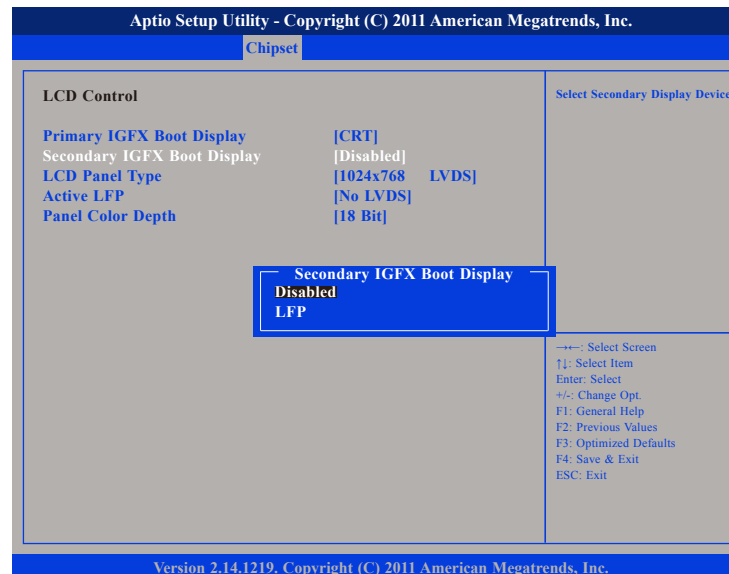 Aptio Setup Utility - Copyright (C) 2011 American Megatrends, Inc.
Chipset
LCD Control
Primary IGFX Boot Display [CRT]
Secondary IGFX Boot Display [Disabled]
LCD Panel Type [1024x768 LVDS]
Active LFP [No LVDS]
Panel Color Depth [18 Bit]
Secondary IGFX Boot Display
Disabled
LFP
Select Secondary Display Device
→←: Select Screen
↑↓: Select Item
Enter: Select
+/-: Change Opt.
F1: General Help
F2: Previous Values
F3: Optimized Defaults
F4: Save & Exit
ESC: Exit
Version 2.14.1219. Copyright (C) 2011 American Megatrends, Inc.